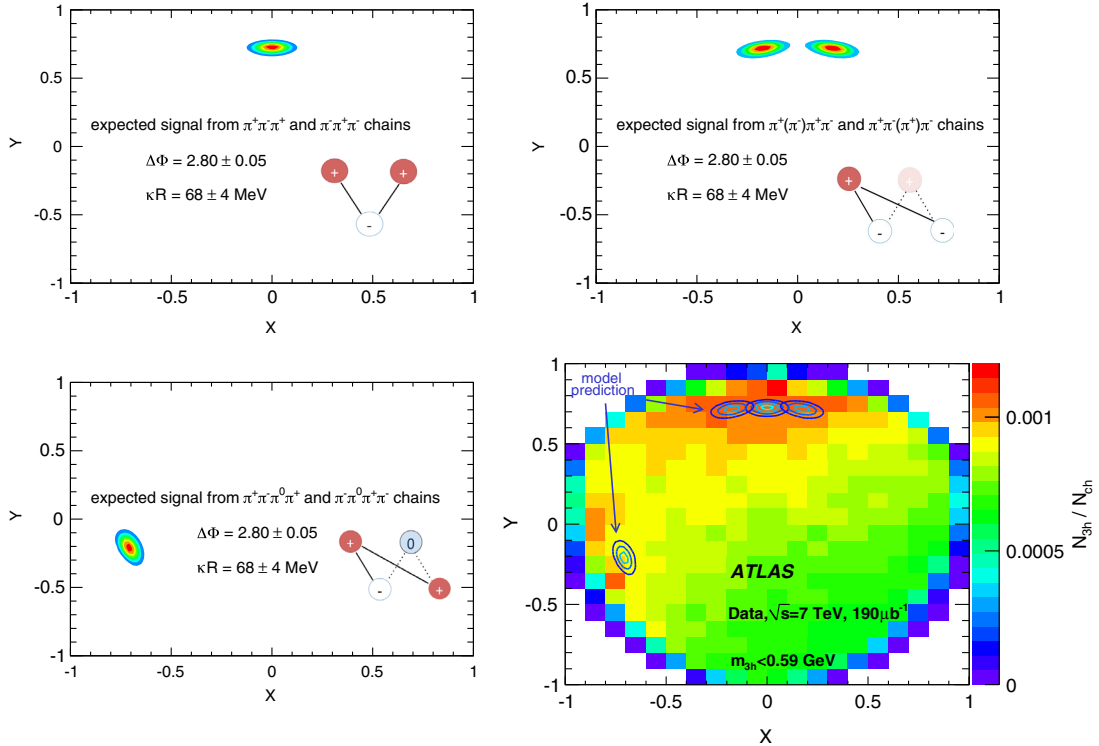 1
0.5
0
-0.5
-1
Y
expected signal from π⁺π⁻π⁺ and π⁻π⁺π⁻ chains
ΔΦ = 2.80 ± 0.05
κR = 68 ± 4 MeV
+ +
-
-1 -0.5 0 0.5 1
X
1
0.5
0
-0.5
-1
Y
expected signal from π⁺(π⁻)π⁺π⁻ and π⁺π⁻(π⁺)π⁻ chains
ΔΦ = 2.80 ± 0.05
κR = 68 ± 4 MeV
+ +
- -
-1 -0.5 0 0.5 1
X
1
0.5
0
-0.5
-1
Y
expected signal from π⁺π⁻π⁰π⁺ and π⁻π⁰π⁺π⁻ chains
ΔΦ = 2.80 ± 0.05
κR = 68 ± 4 MeV
+ 0
- +
-1 -0.5 0 0.5 1
X
1
0.5
0
-0.5
-1
Y
model
prediction
ATLAS
Data,√s=7 TeV, 190μb⁻¹
m₃ₕ<0.59 GeV
-1 -0.5 0 0.5 1
X
0.001
0.0005
0
N₃ₕ / N_ch